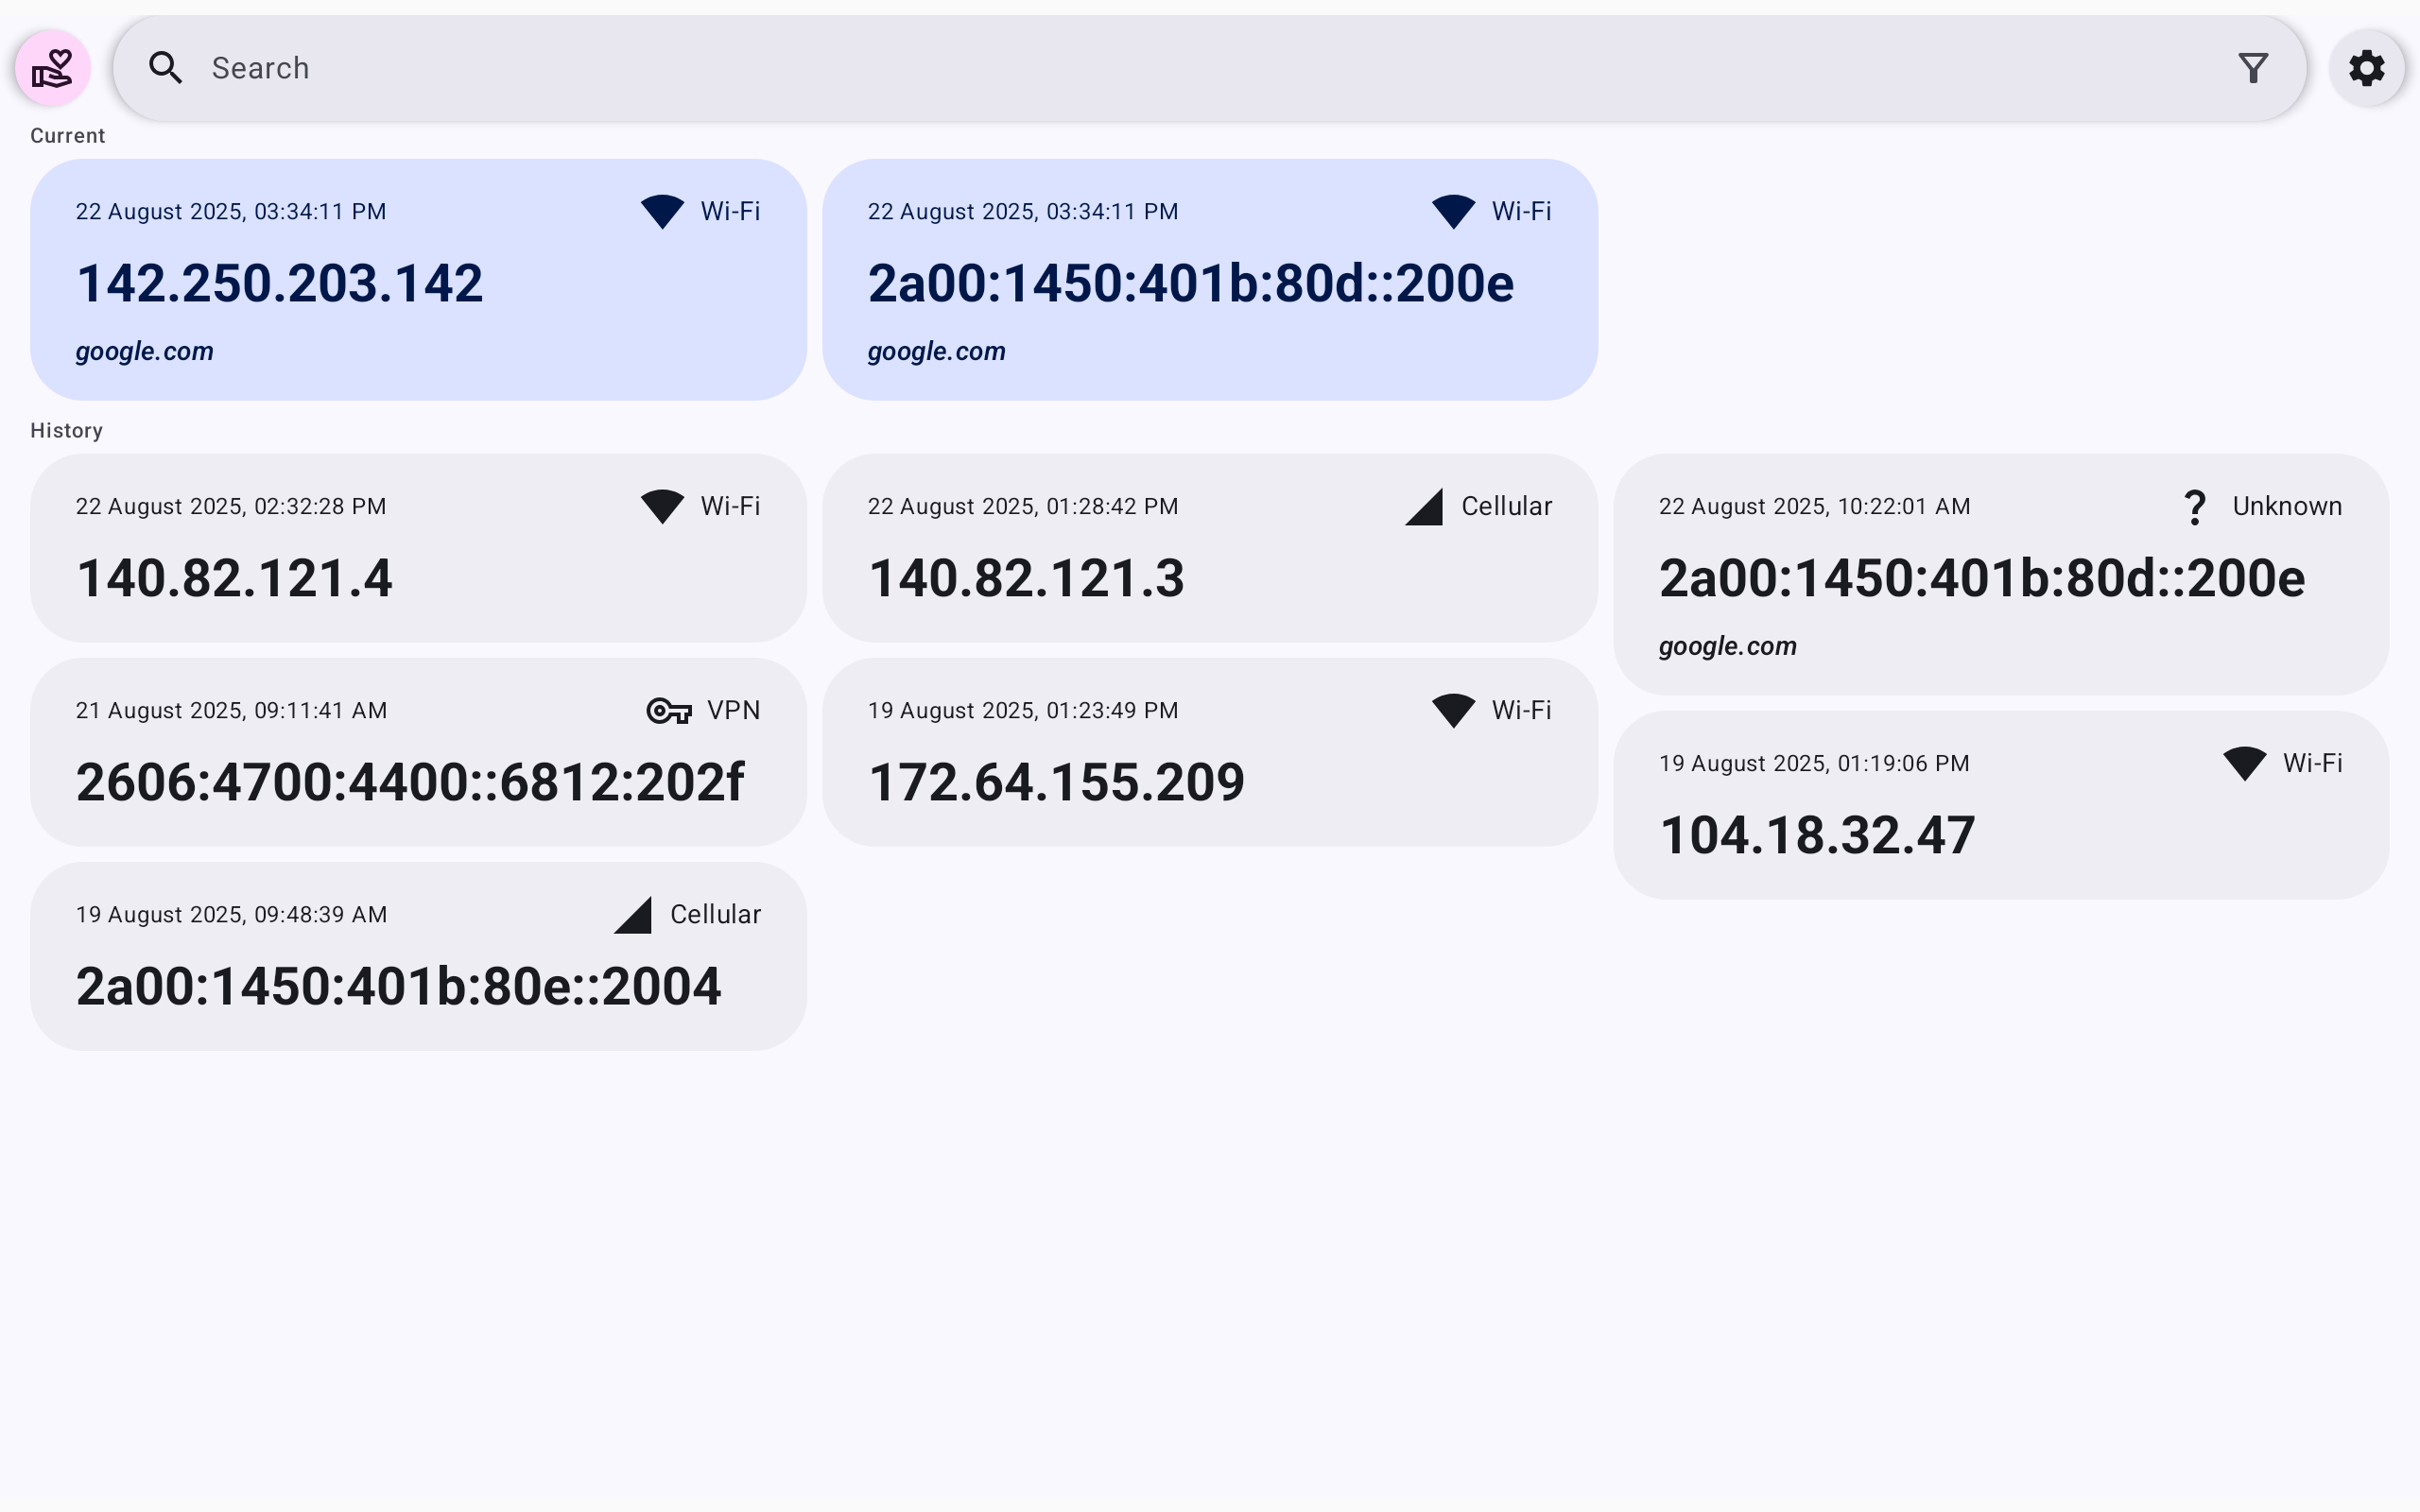 Search
Current
22 August 2025, 03:34:11 PM Wi-Fi
142.250.203.142
google.com
22 August 2025, 03:34:11 PM Wi-Fi
2a00:1450:401b:80d::200e
google.com
History
22 August 2025, 02:32:28 PM Wi-Fi
140.82.121.4
22 August 2025, 01:28:42 PM Cellular
140.82.121.3
22 August 2025, 10:22:01 AM ? Unknown
2a00:1450:401b:80d::200e
google.com
21 August 2025, 09:11:41 AM VPN
2606:4700:4400::6812:202f
19 August 2025, 01:23:49 PM Wi-Fi
172.64.155.209
19 August 2025, 01:19:06 PM Wi-Fi
104.18.32.47
19 August 2025, 09:48:39 AM Cellular
2a00:1450:401b:80e::2004